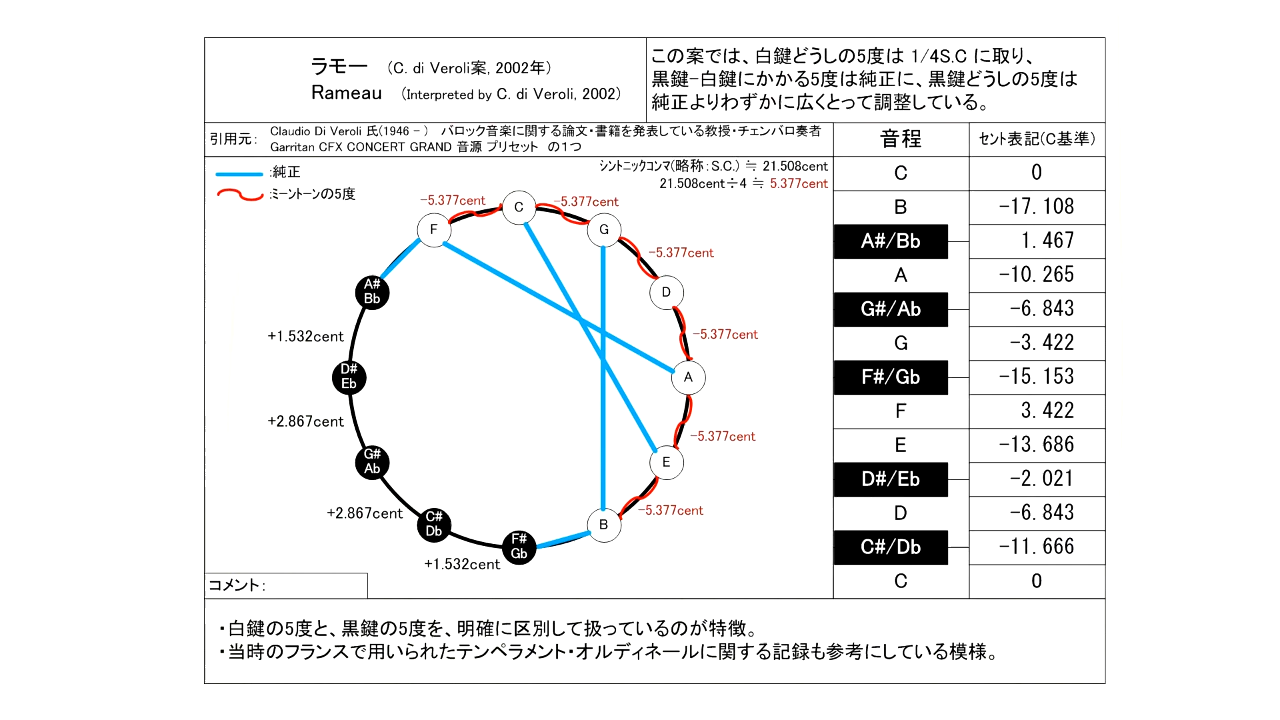 ラモー (C. di Veroli案, 2002年)
Rameau (Interpreted by C. di Veroli, 2002)
この案では、白鍵どうしの5度は 1/4S.C に取り、
黒鍵-白鍵にかかる5度は純正に、黒鍵どうしの5度は
純正よりわずかに広くとって調整している。
引用元: Claudio Di Veroli 氏(1946 - ) バロック音楽に関する論文・書籍を発表している教授・チェンバロ奏者
Garritan CFX CONCERT GRAND 音源 プリセット の1つ
:純正
:ミーントーンの5度
シントニックコンマ(略称:S.C.) ≒ 21.508cent
21.508cent÷4 ≒ 5.377cent
-5.377cent
C
-5.377cent
F
G
-5.377cent
A#
Bb
D
+1.532cent
-5.377cent
D#
Eb
A
+2.867cent
-5.377cent
G#
Ab
E
+2.867cent
-5.377cent
C#
Db
B
F#
Gb
+1.532cent
音程 セント表記(C基準)
C 0
B -17.108
A#/Bb 1.467
A -10.265
G#/Ab -6.843
G -3.422
F#/Gb -15.153
F 3.422
E -13.686
D#/Eb -2.021
D -6.843
C#/Db -11.666
C 0
コメント:
・白鍵の5度と、黒鍵の5度を、明確に区別して扱っているのが特徴。
・当時のフランスで用いられたテンペラメント・オルディネールに関する記録も参考にしている模様。